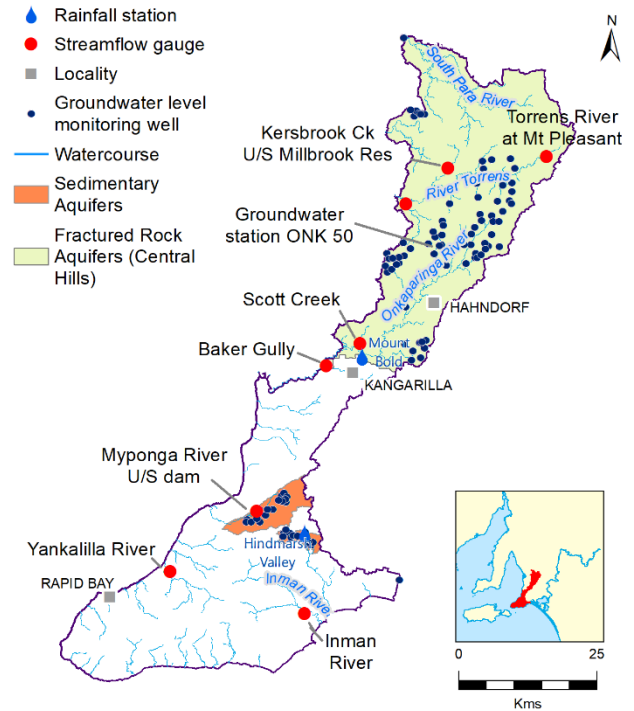 Rainfall station
Streamflow gauge
Locality
Groundwater level
monitoring well
Watercourse
Sedimentary
Aquifers
Fractured Rock
Aquifers (Central
Hills)
N
South Para River
Torrens River
at Mt Pleasant
Kersbrook Ck
U/S Millbrook Res
River Torrens
Groundwater
station ONK 50
Onkaparinga River
HAHNDORF
Scott Creek
Mount
Bold
Baker Gully
KANGARILLA
Myponga River
U/S dam
Hindmarsh
Valley
Yankalilla River
RAPID BAY
Inman River
Inman
River
0 25
Kms